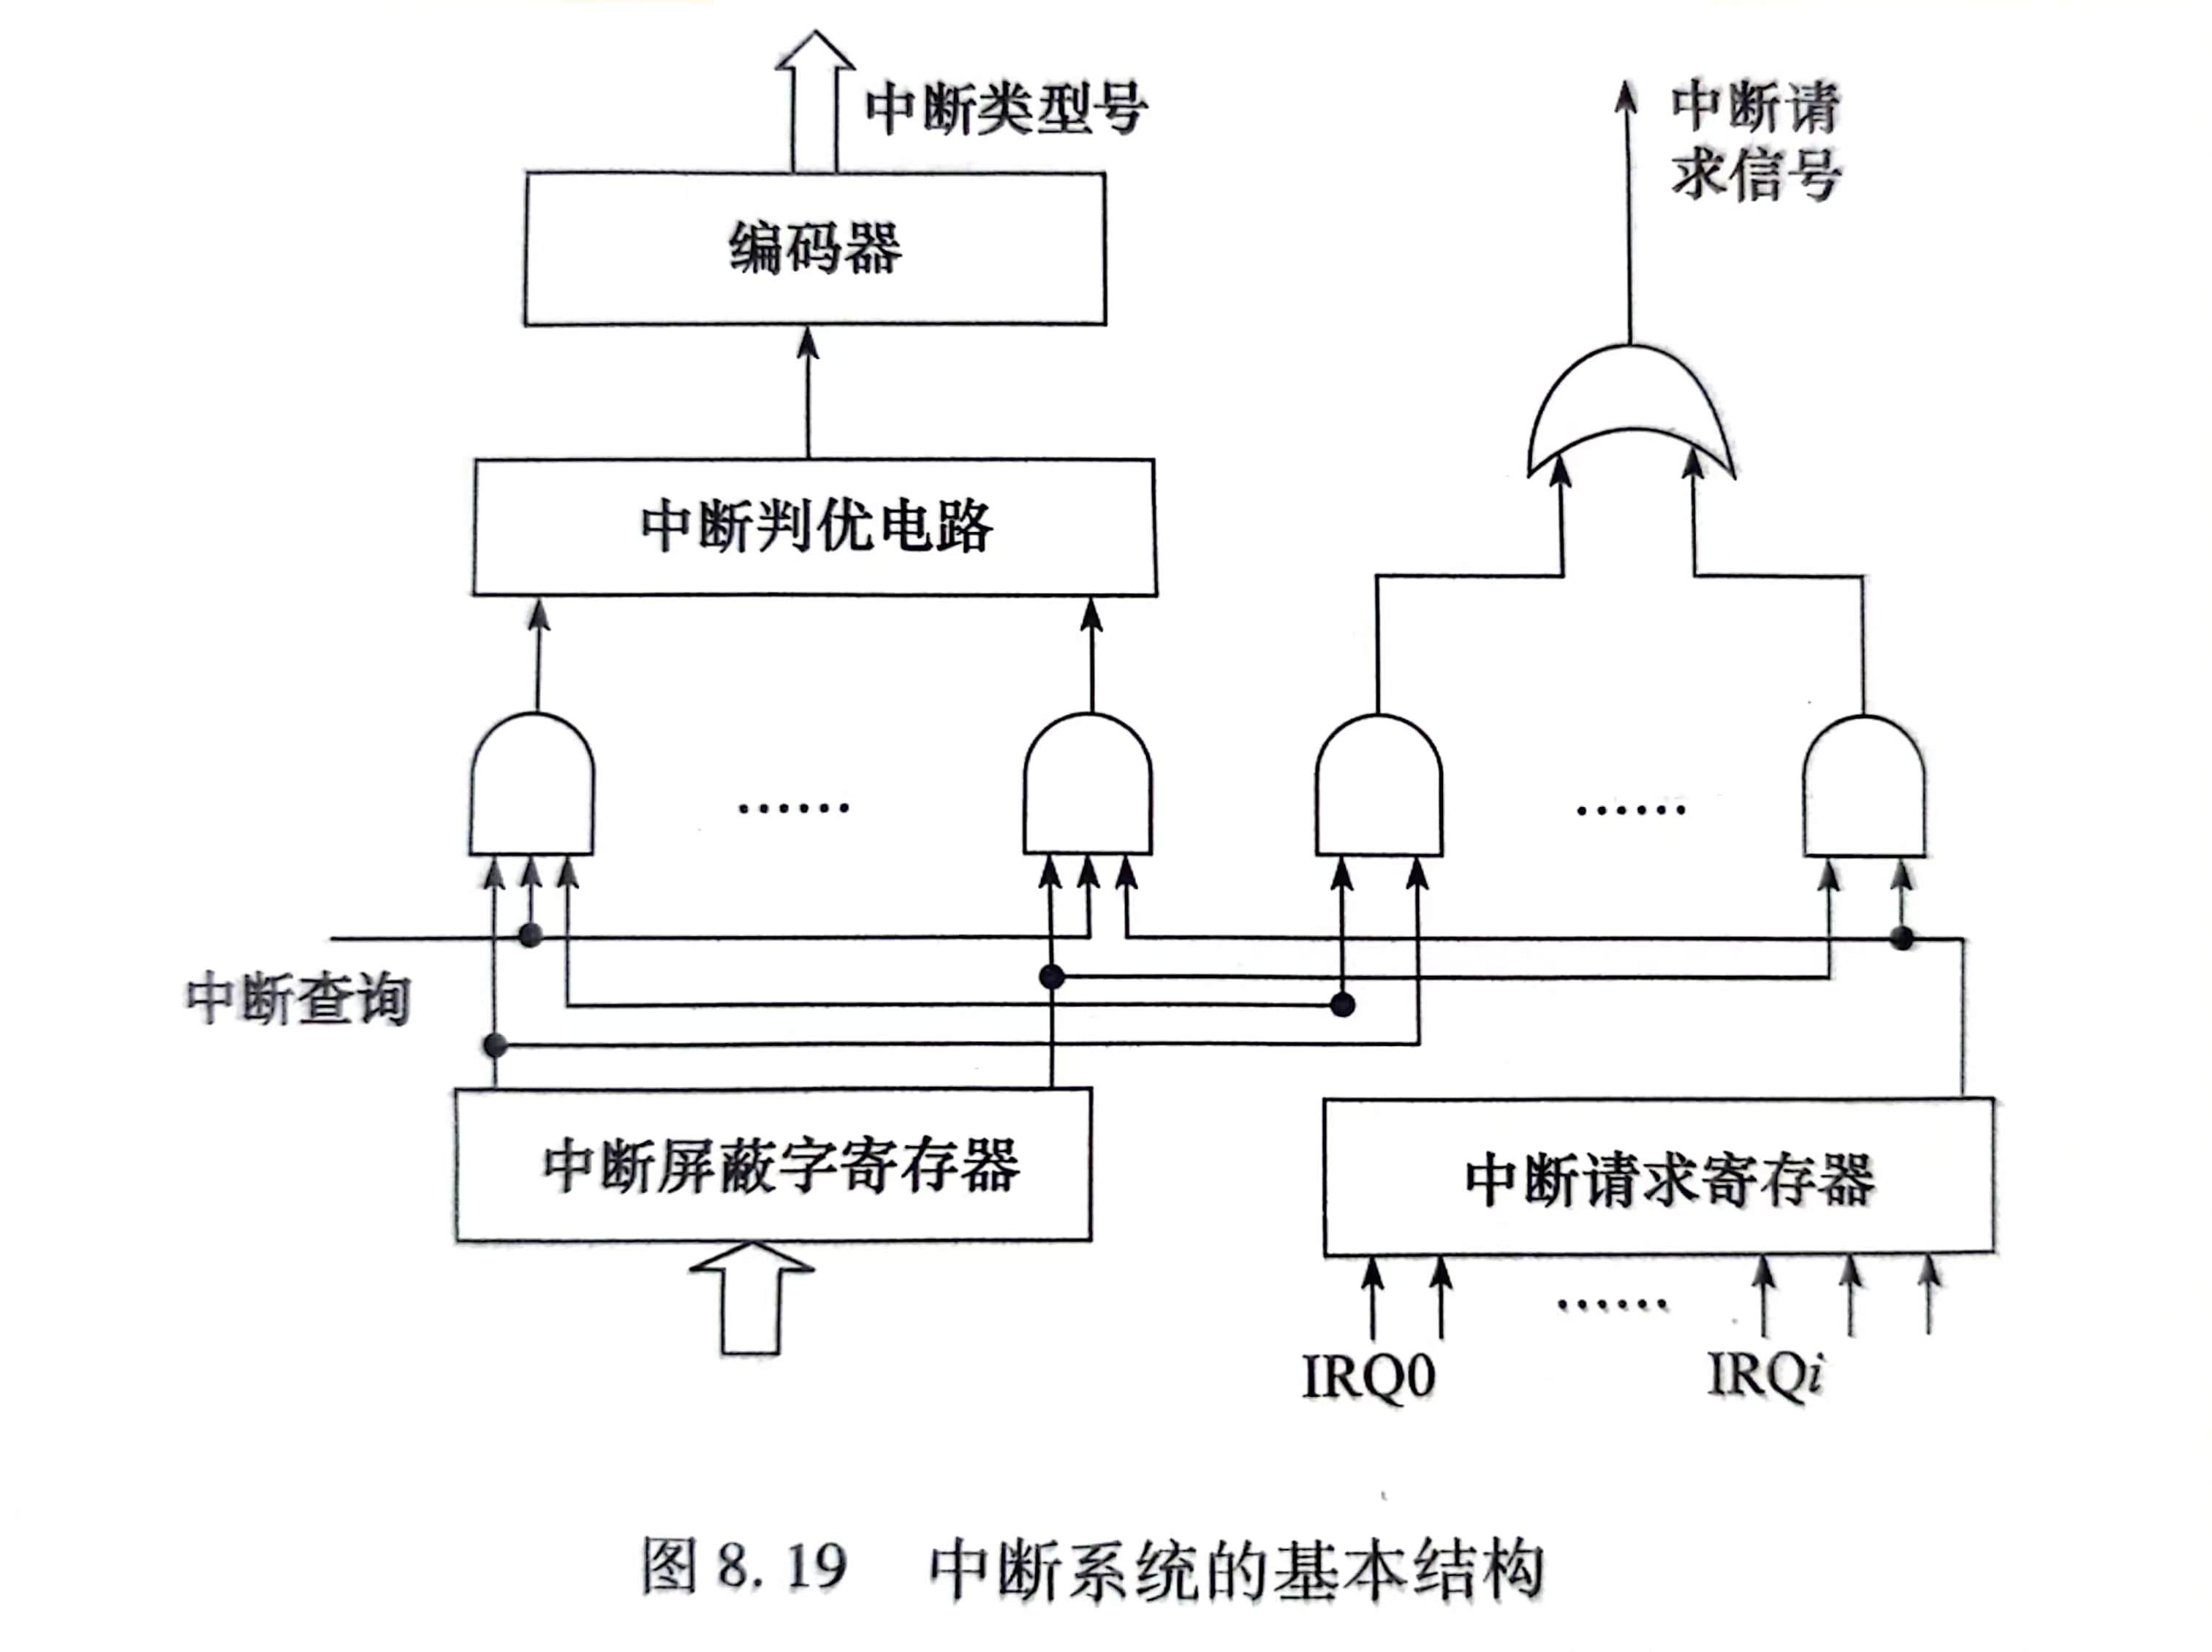 中断类型号
中断请
求信号
编码器
中断判优电路
......
......
中断查询
中断屏蔽字寄存器
中断请求寄存器
......
IRQ0
IRQi
图 8.19 中断系统的基本结构